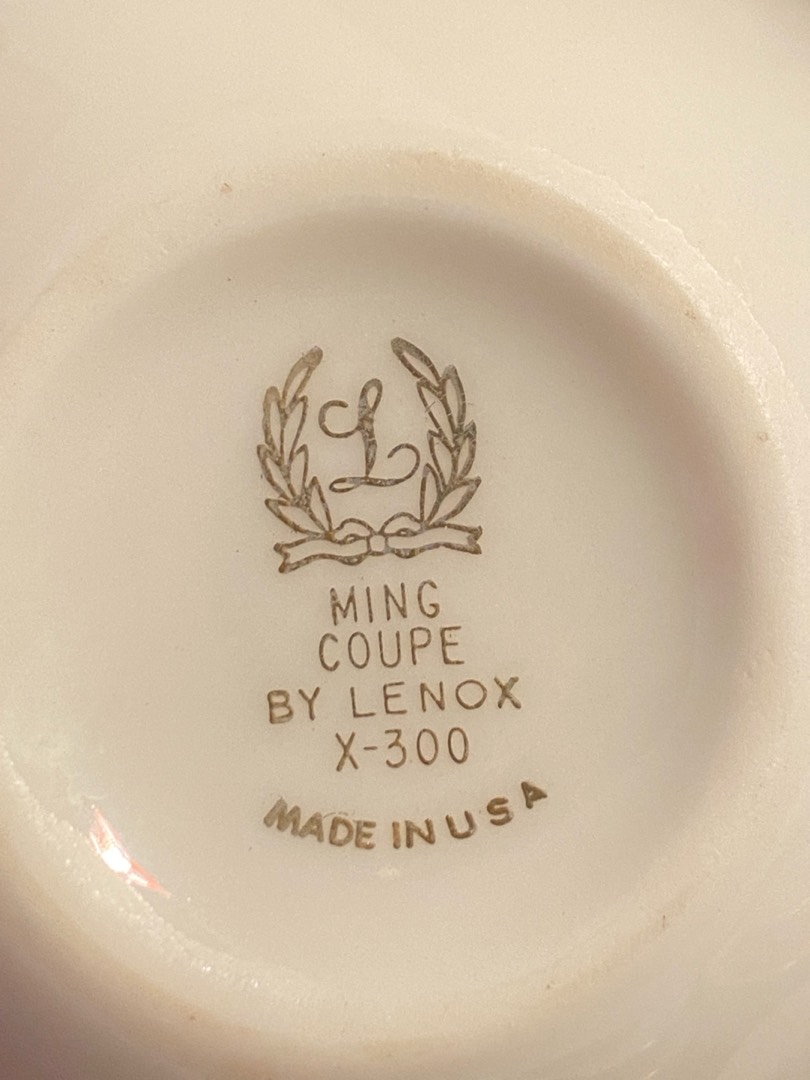 L
MING
COUPE
BY LENOX
X-300
MADE IN USA